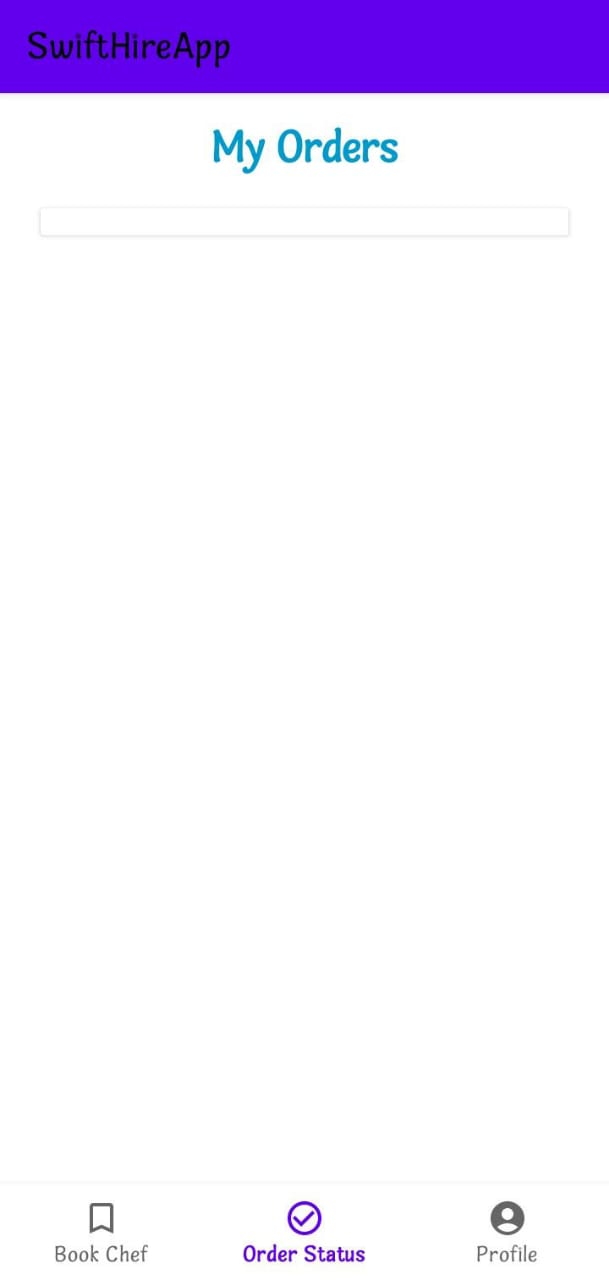 SwiftHireApp
My Orders
Book Chef
Order Status
Profile